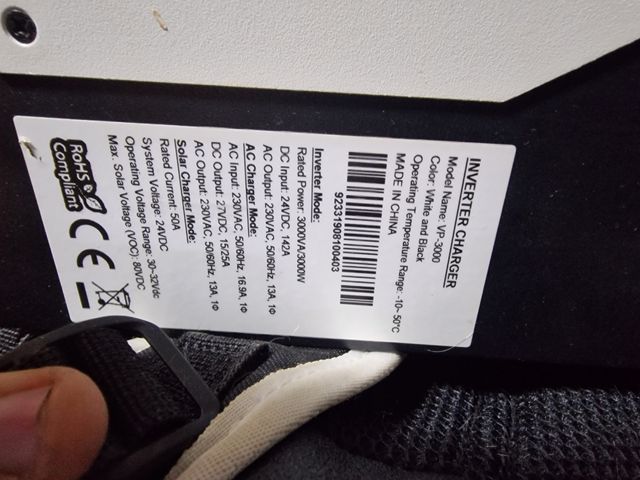 INVERTER CHARGER
Model Name: VP-3000
Color: White and Black
Operating Temperature Range: -10~ 50°C
MADE IN CHINA
92331908100403
Inverter Mode:
Rated Power: 3000VA/3000W
DC Input: 24VDC, 142A
AC Output: 230VAC, 50/60Hz, 13A, 1Φ
AC Charger Mode:
AC Input: 230VAC, 50/60Hz, 16.9A, 1Φ
DC Output: 27VDC, 15/25A
AC Output: 230VAC, 50/60Hz, 13A, 1Φ
Solar Charger Mode:
Rated Current: 50A
System Voltage: 24VDC
Operating Voltage Range: 30~32Vdc
Max. Solar Voltage (VOC): 80VDC
RoHS
Compliant
CE